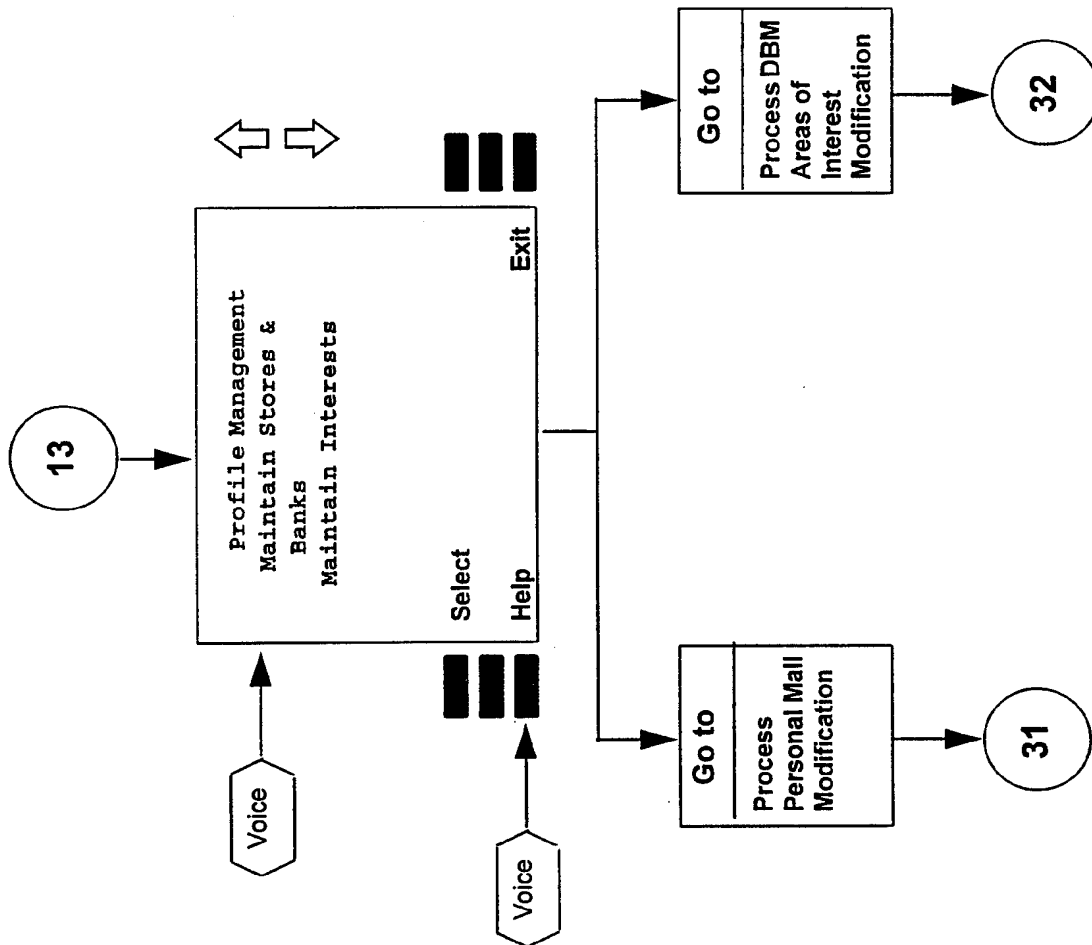 13
Voice
Profile Management
Maintain Stores &
Banks
Maintain Interests
Select
Voice
Help
Exit
Go to
Process
Personal Mall
Modification
31
Go to
Process DBM
Areas of
Interest
Modification
32